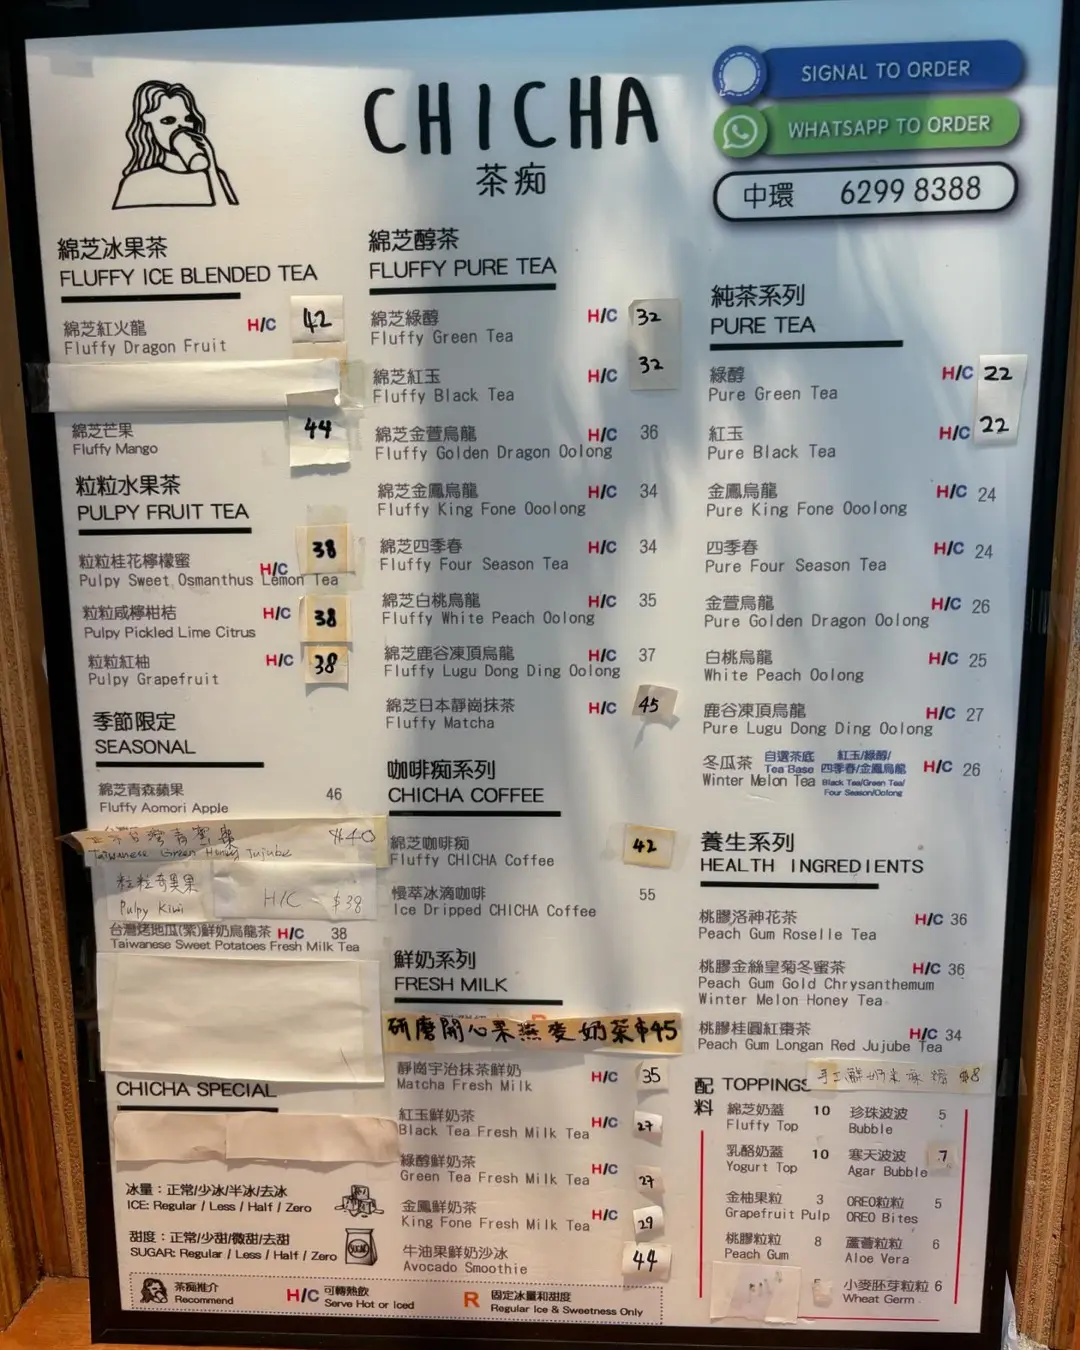 CHICHA
茶痴
SIGNAL TO ORDER
WHATSAPP TO ORDER
中環 6299 8388
綿芝冰果茶
FLUFFY ICE BLENDED TEA
綿芝紅火龍 H/C 42
Fluffy Dragon Fruit
綿芝芒果 44
Fluffy Mango
粒粒水果茶
PULPY FRUIT TEA
粒粒桂花檸檬蜜 H/C 38
Pulpy Sweet Osmanthus Lemon Tea
粒粒咸檸柑桔 H/C 38
Pulpy Pickled Lime Citrus
粒粒紅柚 H/C 38
Pulpy Grapefruit
季節限定
SEASONAL
綿芝青森蘋果 46
Fluffy Aomori Apple
$40
Taiwanese Green Honey Jujube
粒粒奇異果 H/C $38
Pulpy Kiwi
台灣烤地瓜(紫)鮮奶烏龍茶 H/C 38
Taiwanese Sweet Potatoes Fresh Milk Tea
CHICHA SPECIAL
冰量：正常/少冰/半冰/去冰
ICE: Regular / Less / Half / Zero
甜度：正常/少甜/微甜/去甜
SUGAR: Regular / Less / Half / Zero
SUGAR
茶痴推介
Recommend
H/C 可轉熱飲
Serve Hot or Iced
R 固定冰量和甜度
Regular Ice & Sweetness Only
綿芝醇茶
FLUFFY PURE TEA
綿芝綠醇 H/C 32
Fluffy Green Tea
綿芝紅玉 H/C 32
Fluffy Black Tea
綿芝金萱烏龍 H/C 36
Fluffy Golden Dragon Oolong
綿芝金鳳烏龍 H/C 34
Fluffy King Fone Ooolong
綿芝四季春 H/C 34
Fluffy Four Season Tea
綿芝白桃烏龍 H/C 35
Fluffy White Peach Oolong
綿芝鹿谷凍頂烏龍 H/C 37
Fluffy Lugu Dong Ding Oolong
綿芝日本靜崗抹茶 H/C 45
Fluffy Matcha
咖啡痴系列
CHICHA COFFEE
綿芝咖啡痴 42
Fluffy CHICHA Coffee
慢萃冰滴咖啡 55
Ice Dripped CHICHA Coffee
鮮奶系列
FRESH MILK
研磨開心果燕麥奶茶$45
靜崗宇治抹茶鮮奶 H/C 35
Matcha Fresh Milk
紅玉鮮奶茶 H/C 27
Black Tea Fresh Milk Tea
綠醇鮮奶茶 H/C 27
Green Tea Fresh Milk Tea
金鳳鮮奶茶 H/C 29
King Fone Fresh Milk Tea
牛油果鮮奶沙冰 44
Avocado Smoothie
純茶系列
PURE TEA
綠醇 H/C 22
Pure Green Tea
紅玉 H/C 22
Pure Black Tea
金鳳烏龍 H/C 24
Pure King Fone Ooolong
四季春 H/C 24
Pure Four Season Tea
金萱烏龍 H/C 26
Pure Golden Dragon Oolong
白桃烏龍 H/C 25
White Peach Oolong
鹿谷凍頂烏龍 H/C 27
Pure Lugu Dong Ding Oolong
冬瓜茶 自選茶底 紅玉/綠醇/四季春/金鳳烏龍 H/C 26
Winter Melon Tea Tea Base Black Tea/Green Tea/
Four Season/Oolong
養生系列
HEALTH INGREDIENTS
桃膠洛神花茶 H/C 36
Peach Gum Roselle Tea
桃膠金絲皇菊冬蜜茶 H/C 36
Peach Gum Gold Chrysanthemum
Winter Melon Honey Tea
桃膠桂圓紅棗茶 H/C 34
Peach Gum Longan Red Jujube Tea
配料 TOPPINGS
$8
綿芝奶蓋 10
Fluffy Top
乳酪奶蓋 10
Yogurt Top
金柚果粒 3
Grapefruit Pulp
桃膠粒粒 8
Peach Gum
珍珠波波 5
Bubble
寒天波波 7
Agar Bubble
OREO粒粒 5
OREO Bites
蘆薈粒粒 6
Aloe Vera
小麥胚芽粒粒 6
Wheat Germ